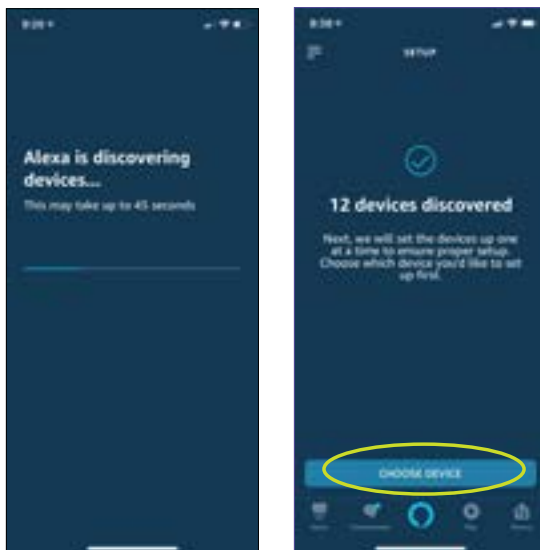 Alexa is discovering
devices...
This may take up to 45 seconds
SETUP
12 devices discovered
Next, we will set the devices up one
at a time to ensure proper setup.
Choose which device you'd like to set
up first.
CHOOSE DEVICE